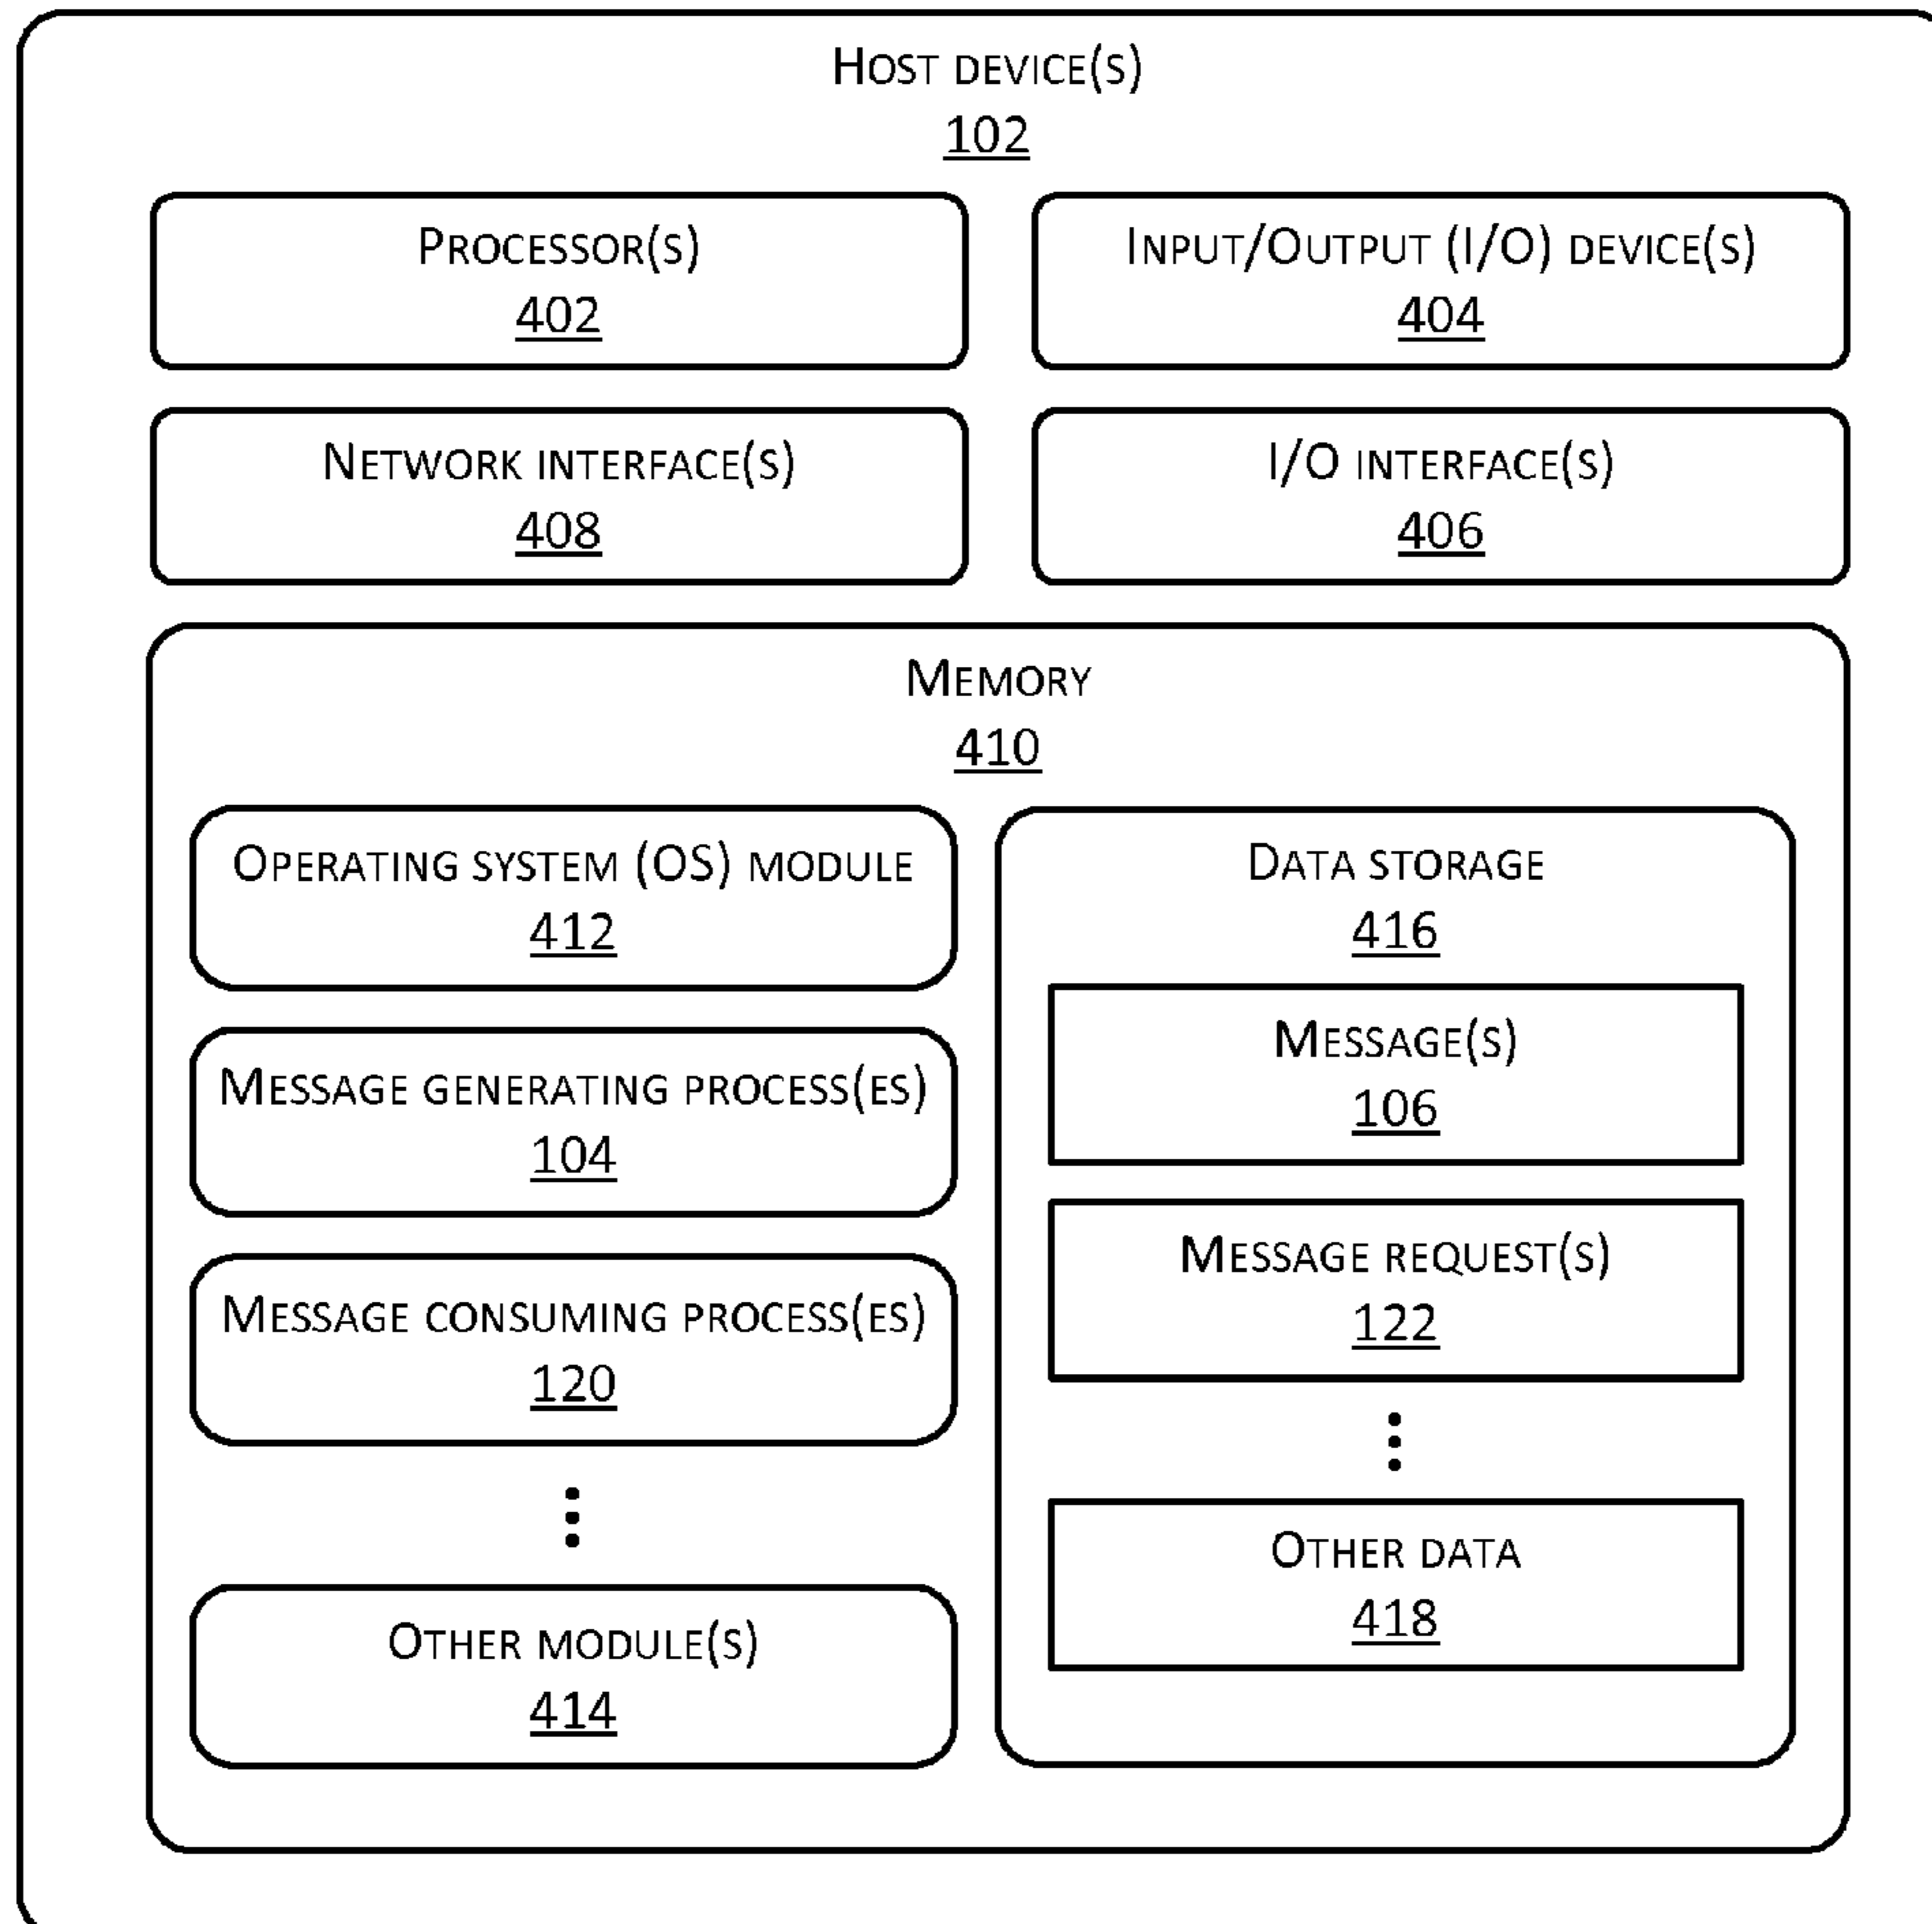 Host device(s)
102
Processor(s)
402
Input/Output (I/O) device(s)
404
Network interface(s)
408
I/O interface(s)
406
Memory
410
Operating system (OS) module
412
Message generating process(es)
104
Message consuming process(es)
120
Other module(s)
414
Data storage
416
Message(s)
106
Message request(s)
122
Other data
418